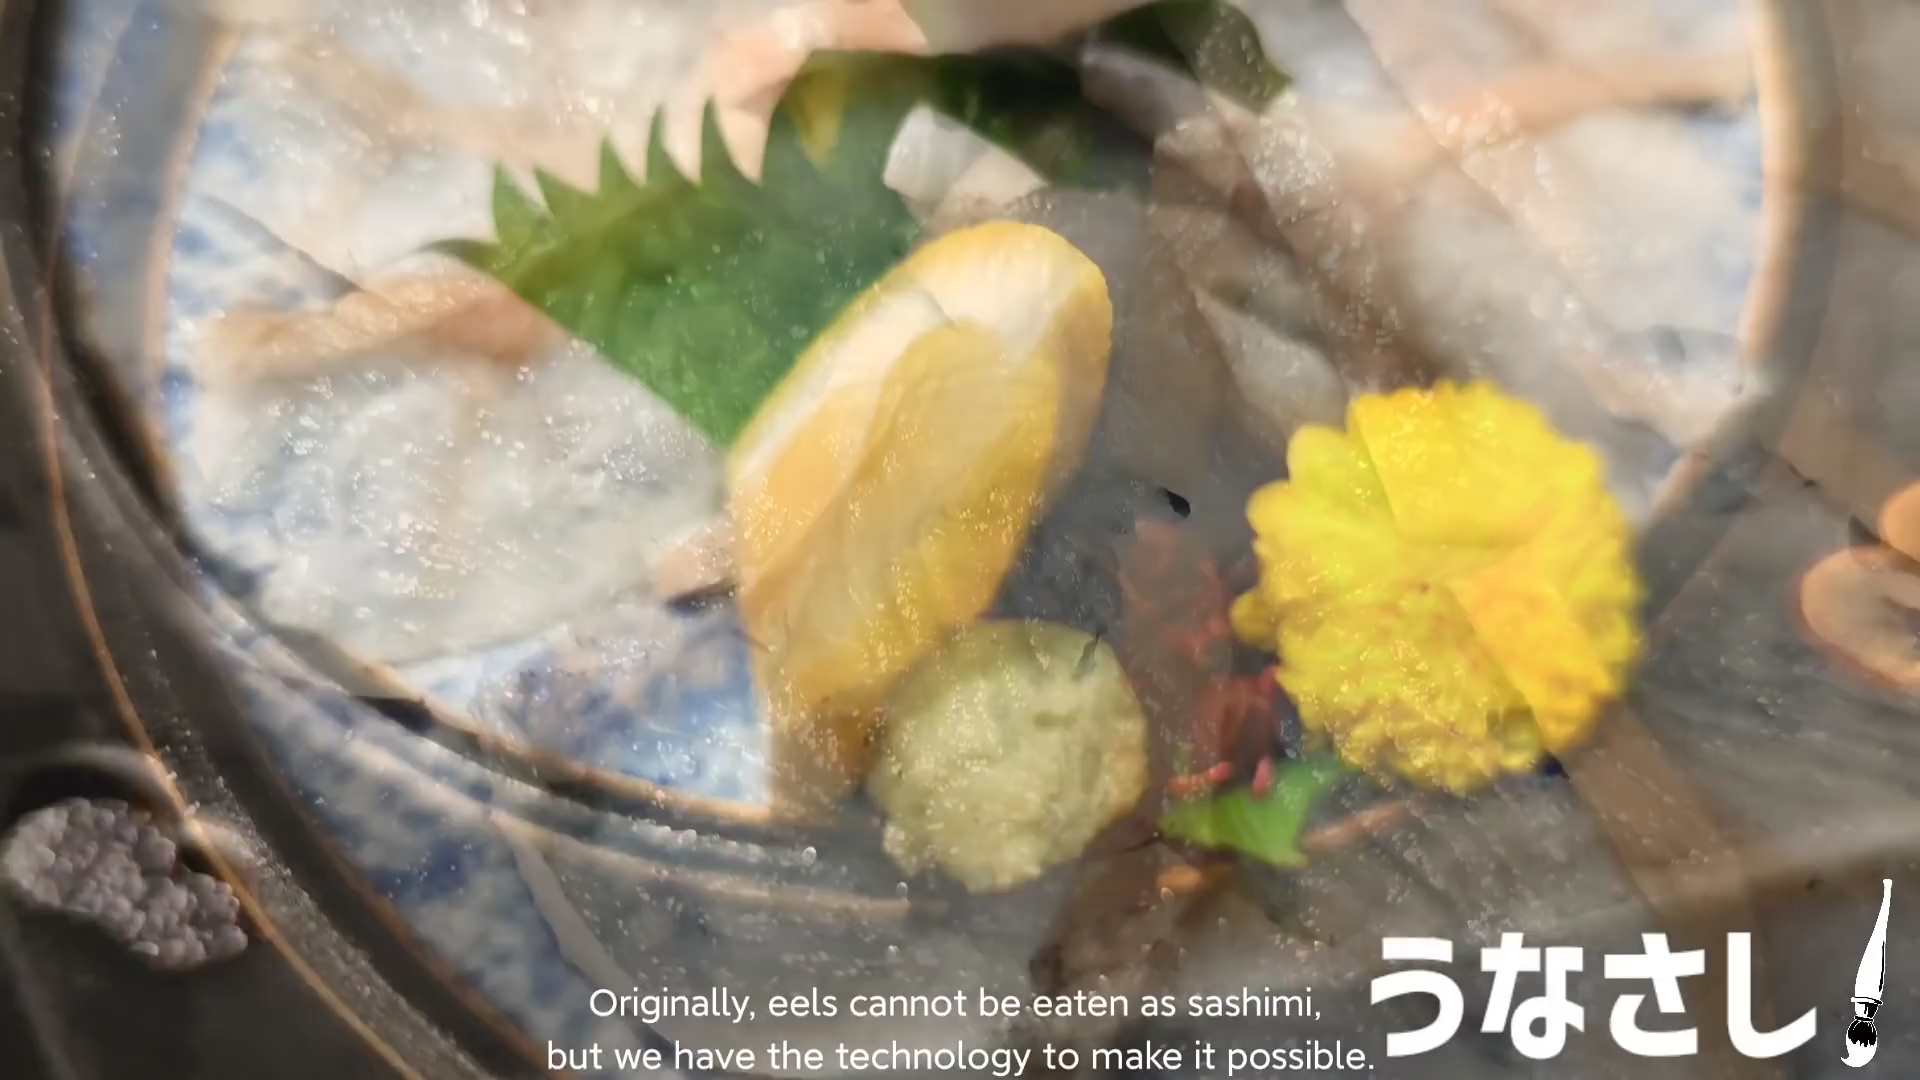 Originally, eels cannot be eaten as sashimi,
but we have the technology to make it possible.
うなさし